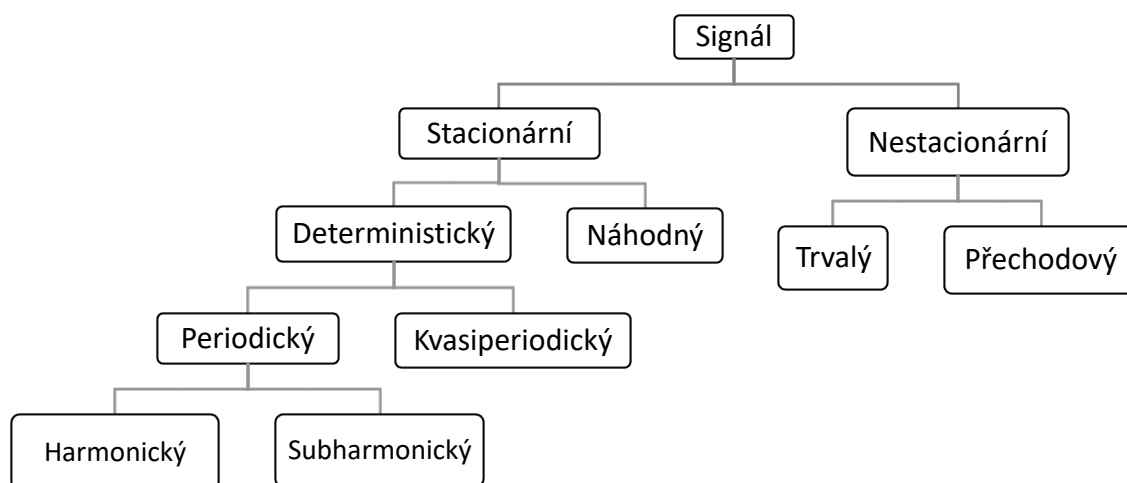 Signál
Stacionární
Nestacionární
Deterministický
Náhodný
Trvalý
Přechodový
Periodický
Kvasiperiodický
Harmonický
Subharmonický